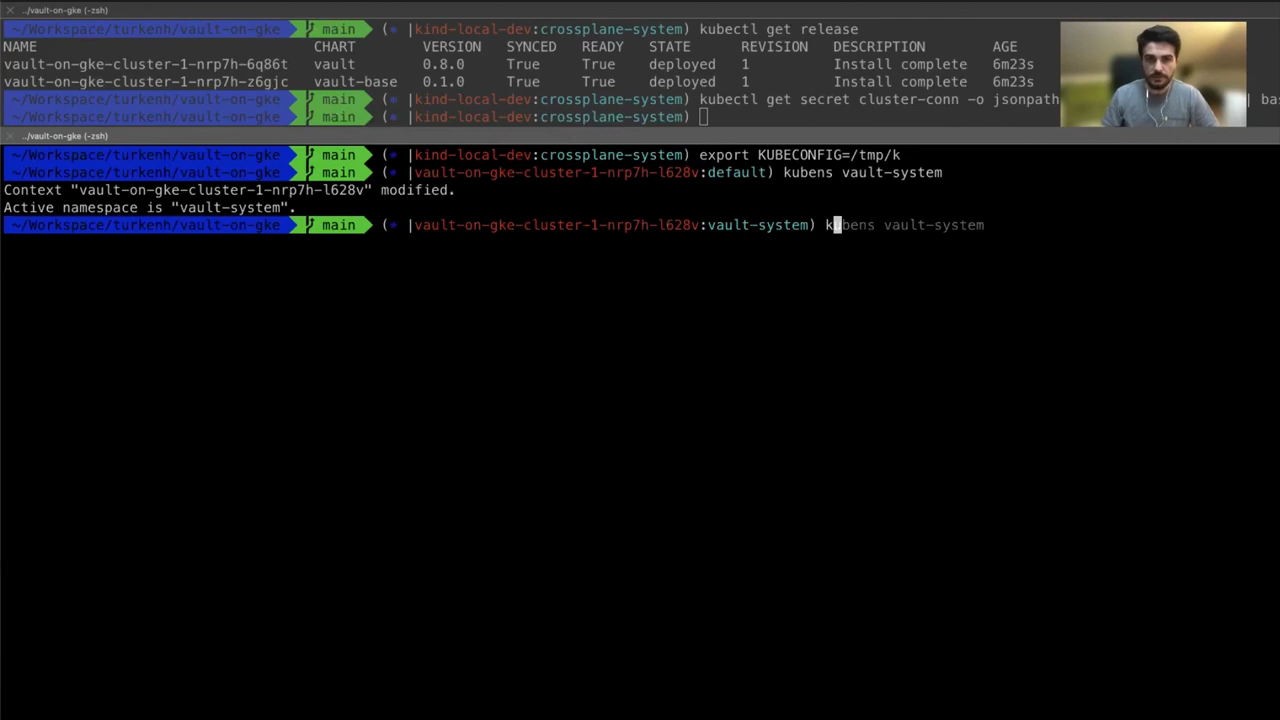 ../vault-on-gke (-zsh)
~/Workspace/turkenh/vault-on-gke main (⎈ |kind-local-dev:crossplane-system) kubectl get release
NAME CHART VERSION SYNCED READY STATE REVISION DESCRIPTION AGE
vault-on-gke-cluster-1-nrp7h-6q86t vault 0.8.0 True True deployed 1 Install complete 6m23s
vault-on-gke-cluster-1-nrp7h-z6gjc vault-base 0.1.0 True True deployed 1 Install complete 6m23s
~/Workspace/turkenh/vault-on-gke main (⎈ |kind-local-dev:crossplane-system) kubectl get secret cluster-conn -o jsonpath | ba
~/Workspace/turkenh/vault-on-gke main (⎈ |kind-local-dev:crossplane-system)
../vault-on-gke (-zsh)
~/Workspace/turkenh/vault-on-gke main (⎈ |kind-local-dev:crossplane-system) export KUBECONFIG=/tmp/k
~/Workspace/turkenh/vault-on-gke main (⎈ |vault-on-gke-cluster-1-nrp7h-l628v:default) kubens vault-system
Context "vault-on-gke-cluster-1-nrp7h-l628v" modified.
Active namespace is "vault-system".
~/Workspace/turkenh/vault-on-gke main (⎈ |vault-on-gke-cluster-1-nrp7h-l628v:vault-system) kubens vault-system